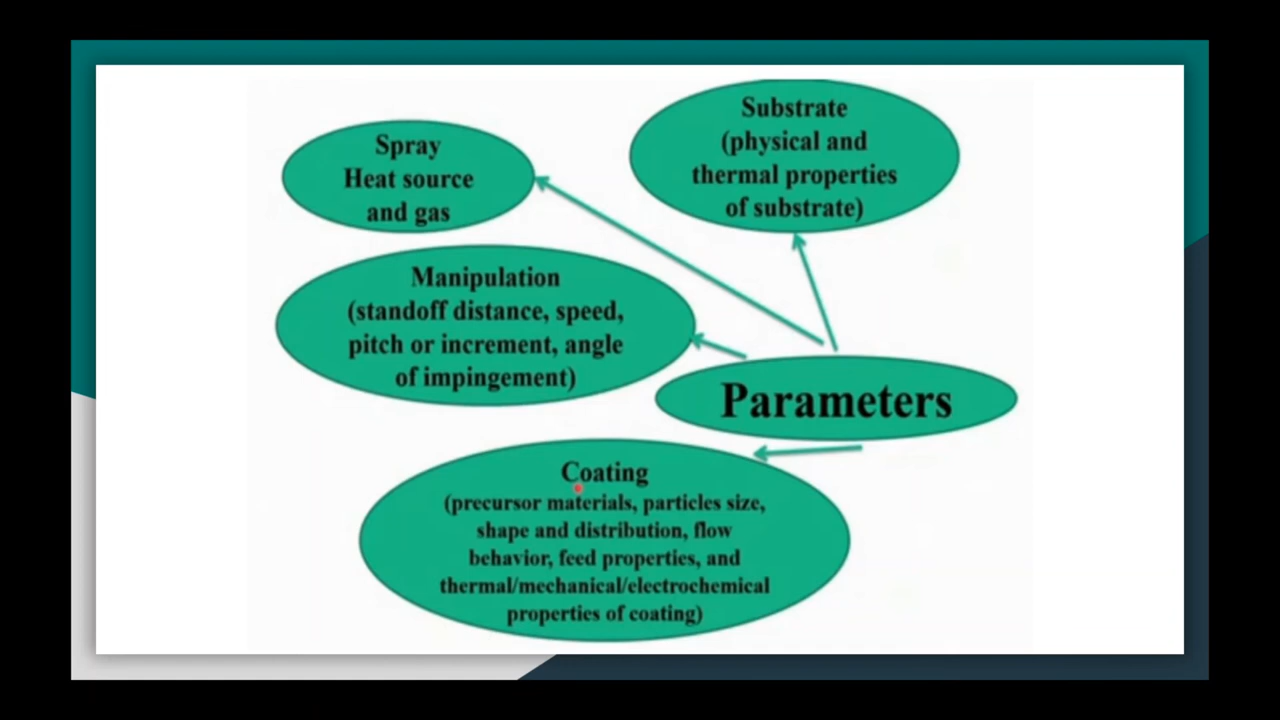 Spray
Heat source
and gas
Substrate
(physical and
thermal properties
of substrate)
Manipulation
(standoff distance, speed,
pitch or increment, angle
of impingement)
Parameters
Coating
(precursor materials, particles size,
shape and distribution, flow
behavior, feed properties, and
thermal/mechanical/electrochemical
properties of coating)